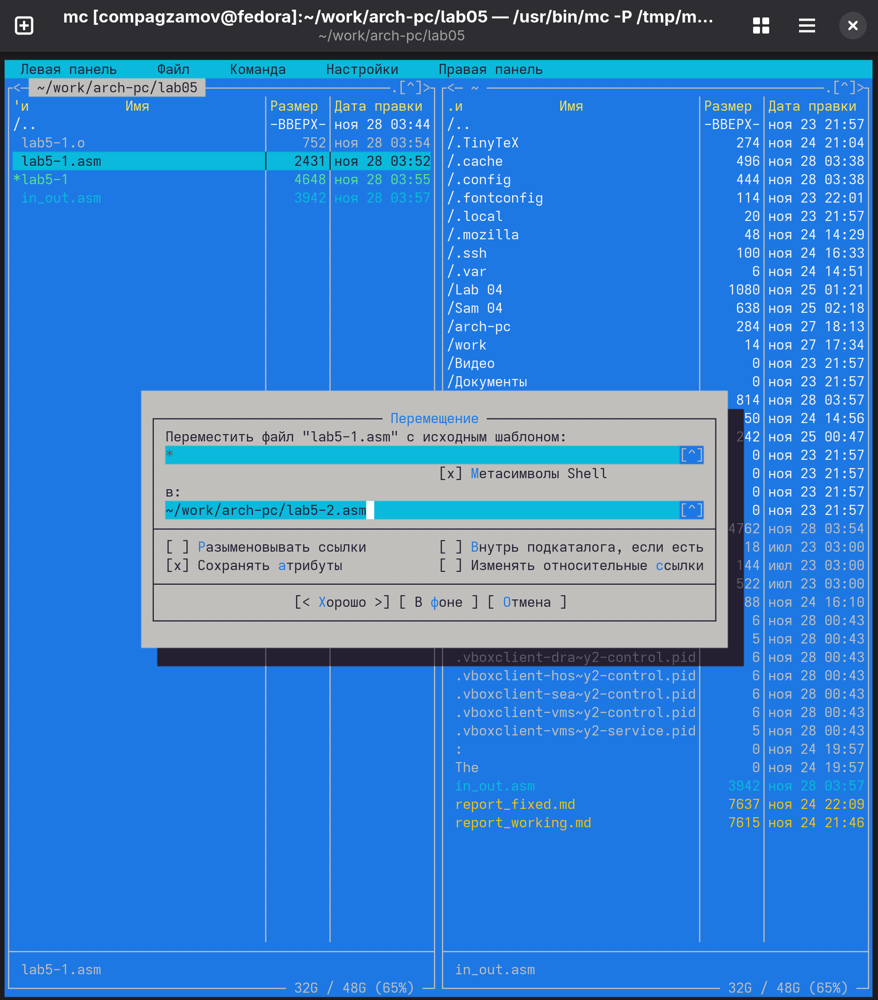 mc [compagzamov@fedora]:~/work/arch-pc/lab05 — /usr/bin/mc -P /tmp/m...
~/work/arch-pc/lab05
Левая панель Файл Команда Настройки Правая панель
<— ~/work/arch-pc/lab05 .[^]>
'и Имя Размер Дата правки
/.. -ВВЕРХ- ноя 28 03:44
lab5-1.o 752 ноя 28 03:54
lab5-1.asm 2431 ноя 28 03:52
*lab5-1 4648 ноя 28 03:55
in_out.asm 3942 ноя 28 03:57
lab5-1.asm
32G / 48G (65%)
<— ~ .[^]>
.и Имя Размер Дата правки
/.. -ВВЕРХ- ноя 23 21:57
/.TinyTeX 274 ноя 24 21:04
/.cache 496 ноя 28 03:38
/.config 444 ноя 28 03:38
/.fontconfig 114 ноя 23 22:01
/.local 20 ноя 23 21:57
/.mozilla 48 ноя 24 14:29
/.ssh 100 ноя 24 16:33
/.var 6 ноя 24 14:51
/Lab 04 1080 ноя 25 01:21
/Sam 04 638 ноя 25 02:18
/arch-pc 284 ноя 27 18:13
/work 14 ноя 27 17:34
/Видео 0 ноя 23 21:57
/Документы 0 ноя 23 21:57
814 ноя 28 03:57
50 ноя 24 14:56
242 ноя 25 00:47
0 ноя 23 21:57
0 ноя 23 21:57
0 ноя 23 21:57
0 ноя 23 21:57
4762 ноя 28 03:54
18 июл 23 03:00
144 июл 23 03:00
522 июл 23 03:00
88 ноя 24 16:10
6 ноя 28 00:43
5 ноя 28 00:43
.vboxclient-dra~y2-control.pid 6 ноя 28 00:43
.vboxclient-hos~y2-control.pid 6 ноя 28 00:43
.vboxclient-sea~y2-control.pid 6 ноя 28 00:43
.vboxclient-vms~y2-control.pid 6 ноя 28 00:43
.vboxclient-vms~y2-service.pid 5 ноя 28 00:43
: 0 ноя 24 19:57
The 0 ноя 24 19:57
in_out.asm 3942 ноя 28 03:57
report_fixed.md 7637 ноя 24 22:09
report_working.md 7615 ноя 24 21:46
in_out.asm
32G / 48G (65%)
Перемещение
Переместить файл "lab5-1.asm" с исходным шаблоном:
* [^]
[x] Метасимволы Shell
в:
~/work/arch-pc/lab5-2.asm [^]
[ ] Разыменовывать ссылки [ ] Внутрь подкаталога, если есть
[x] Сохранять атрибуты [ ] Изменять относительные ссылки
[< Хорошо >] [ В фоне ] [ Отмена ]